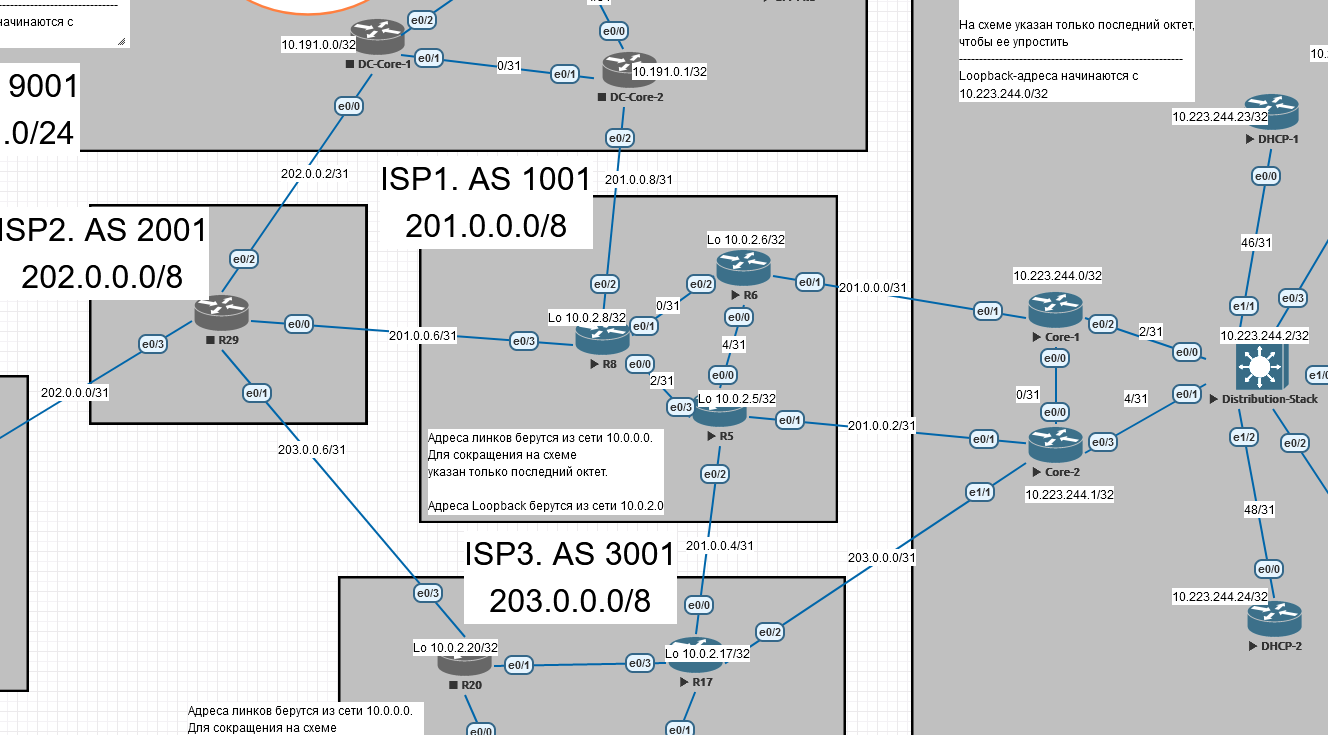 начинаются с
9001
.0/24
10.191.0.0/32
DC-Core-1
e0/2
e0/1
0/31
e0/1
e0/0
10.191.0.1/32
DC-Core-2
e0/0
e0/2
202.0.0.2/31
201.0.0.8/31
На схеме указан только последний октет,
чтобы ее упростить
Loopback-адреса начинаются с
10.223.244.0/32
10.
10.223.244.23/32
DHCP-1
e0/0
46/31
e1/1
e0/3
ISP1. AS 1001
201.0.0.0/8
ISP2. AS 2001
202.0.0.0/8
e0/2
R29
e0/0
e0/3
e0/1
202.0.0.0/31
201.0.0.6/31
203.0.0.6/31
e0/2
Lo 10.0.2.8/32
e0/3
R8
e0/1
0/31
e0/2
Lo 10.0.2.6/32
R6
e0/1
e0/0
4/31
e0/0
e0/0
2/31
e0/3
Lo 10.0.2.5/32
R5
e0/1
e0/2
201.0.0.0/31
201.0.0.2/31
Адреса линков берутся из сети 10.0.0.0.
Для сокращения на схеме
указан только последний октет.
Адреса Loopback берутся из сети 10.0.2.0
10.223.244.0/32
e0/1
Core-1
e0/2
2/31
e0/0
e0/0
0/31
e0/0
4/31
e0/1
e0/1
Core-2
e0/3
e1/1
10.223.244.1/32
10.223.244.2/32
Distribution-Stack
e1/0
e1/2
e0/2
48/31
e0/0
10.223.244.24/32
DHCP-2
ISP3. AS 3001
203.0.0.0/8
201.0.0.4/31
203.0.0.0/31
e0/3
Lo 10.0.2.20/32
R20
e0/1
e0/0
e0/3
e0/0
e0/2
Lo 10.0.2.17/32
R17
e0/1
Адреса линков берутся из сети 10.0.0.0.
Для сокращения на схеме